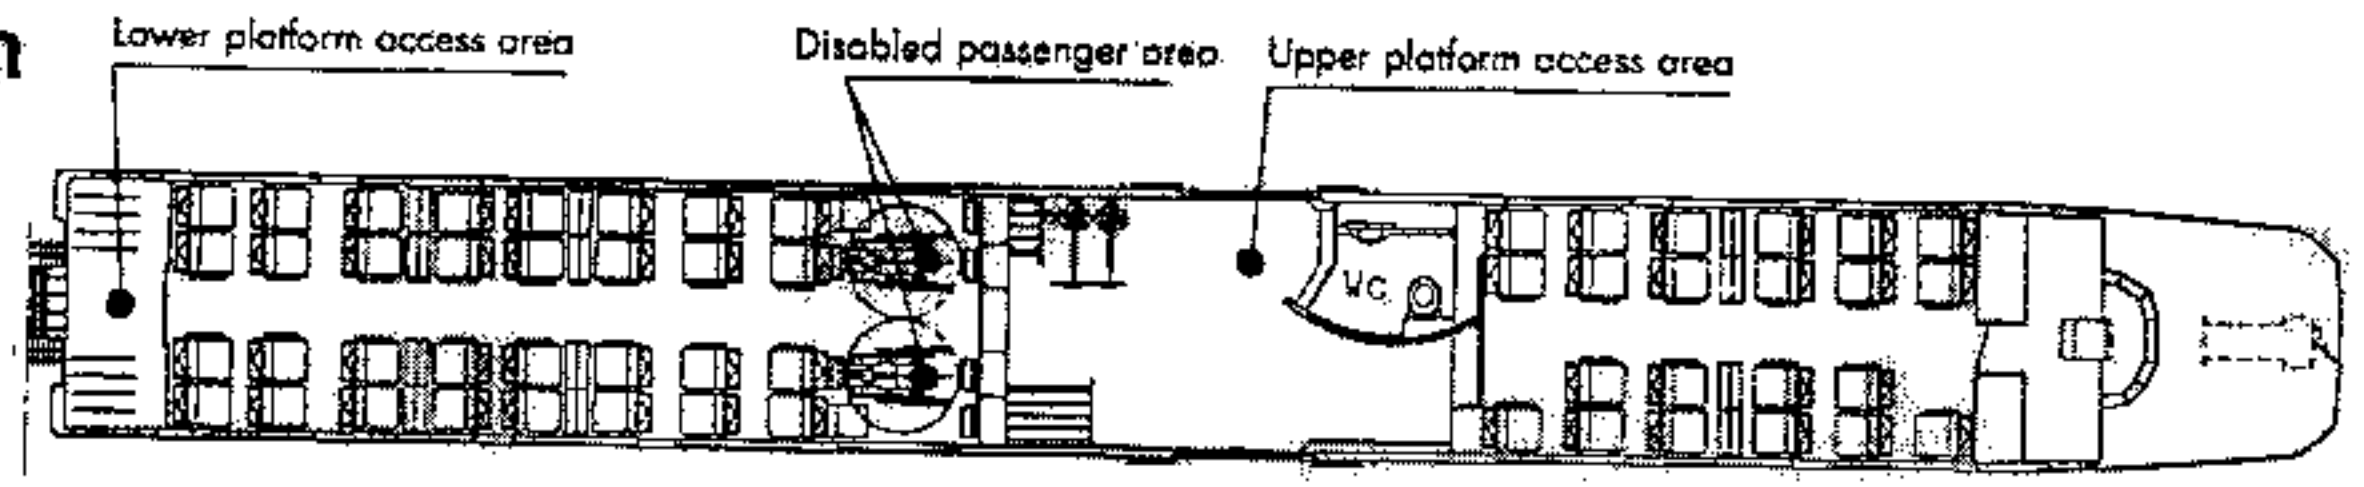 Lower platform access area
Disabled passenger area
Upper platform access area
WC